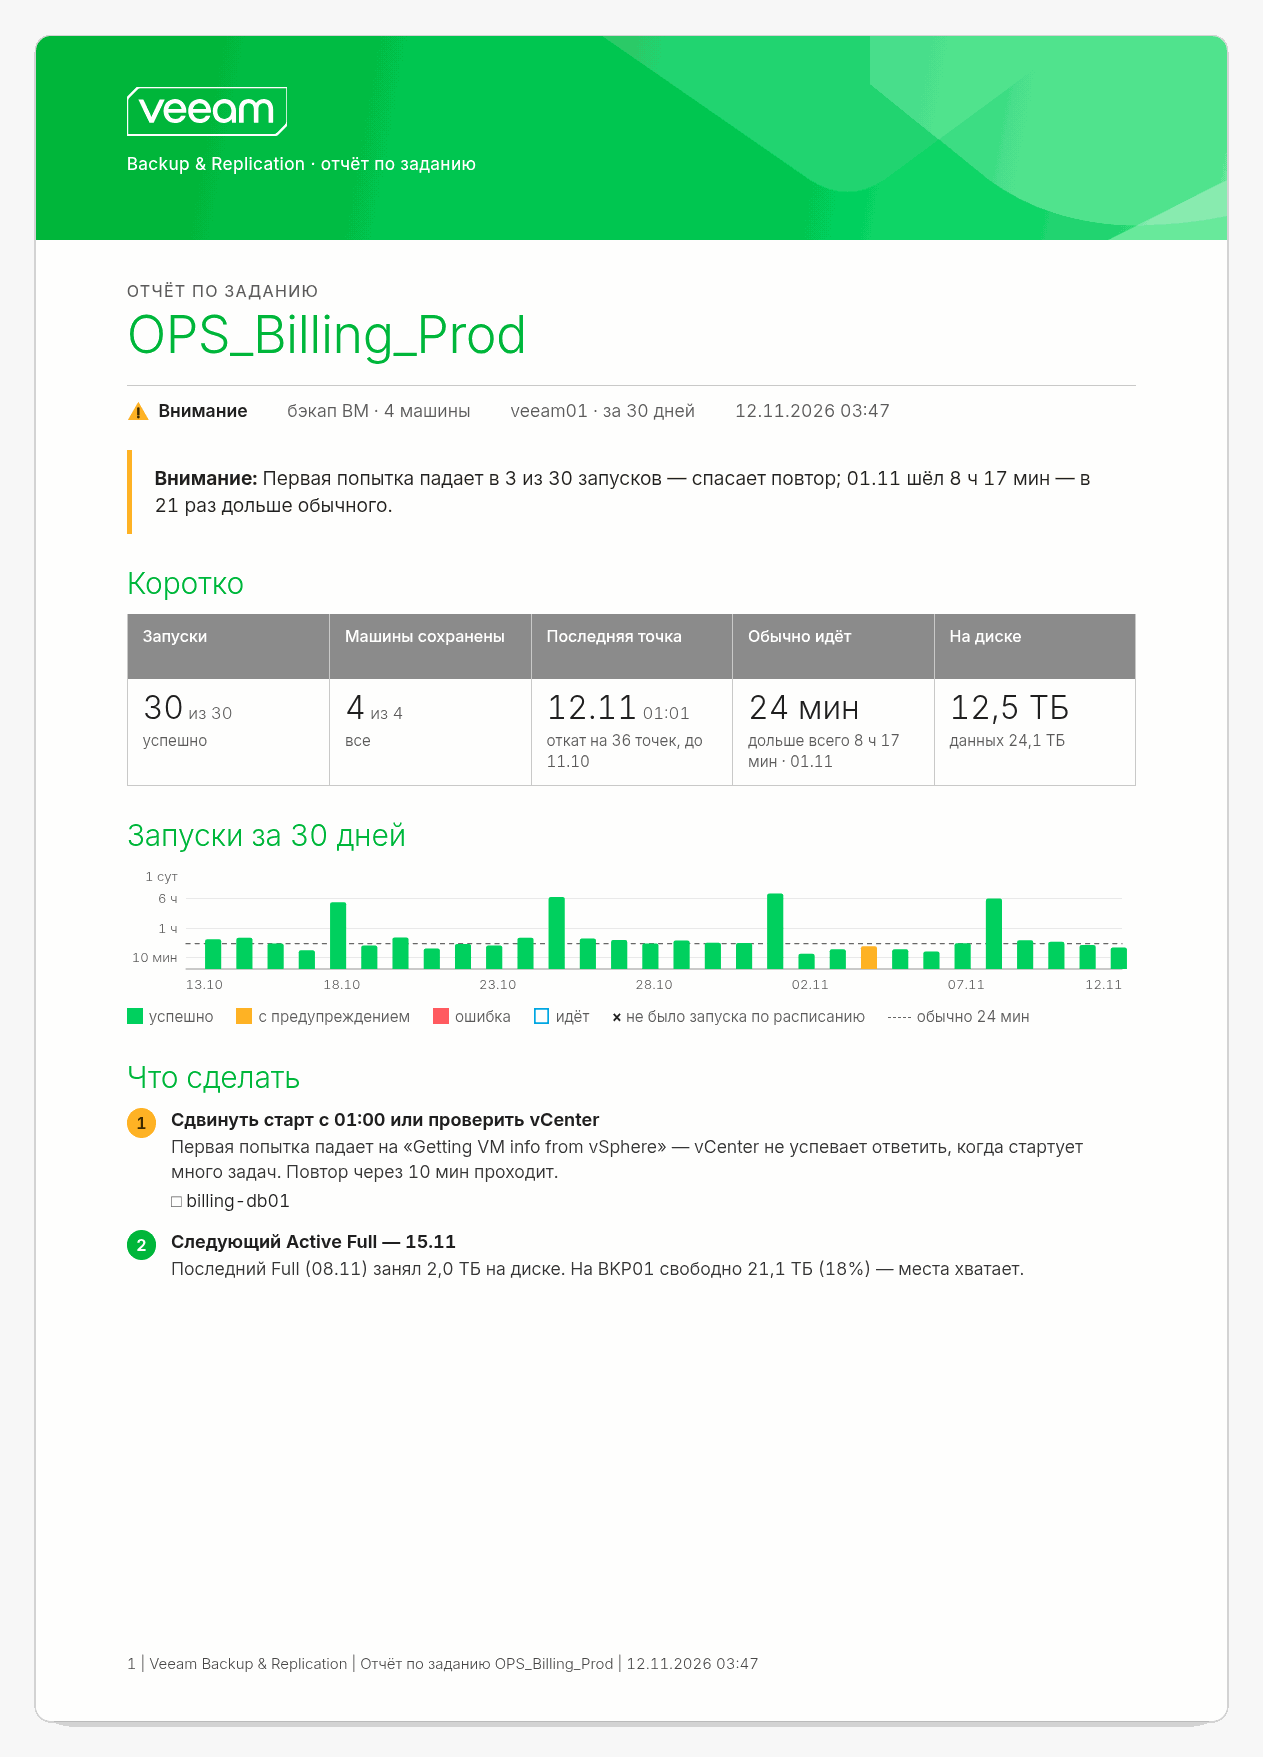 veeam
Backup & Replication · отчёт по заданию
ОТЧЁТ ПО ЗАДАНИЮ
OPS_Billing_Prod
Внимание бэкап ВМ · 4 машины veeam01 · за 30 дней 12.11.2026 03:47
Внимание: Первая попытка падает в 3 из 30 запусков — спасает повтор; 01.11 шёл 8 ч 17 мин — в
21 раз дольше обычного.
Коротко
Запуски Машины сохранены Последняя точка Обычно идёт На диске
30 из 30 4 из 4 12.11 01:01 24 мин 12,5 ТБ
успешно все откат на 36 точек, до дольше всего 8 ч 17 данных 24,1 ТБ
11.10 мин · 01.11
Запуски за 30 дней
1 сут
6 ч
1 ч
10 мин
13.10 18.10 23.10 28.10 02.11 07.11 12.11
успешно с предупреждением ошибка идёт × не было запуска по расписанию обычно 24 мин
Что сделать
1 Сдвинуть старт с 01:00 или проверить vCenter
Первая попытка падает на «Getting VM info from vSphere» — vCenter не успевает ответить, когда стартует
много задач. Повтор через 10 мин проходит.
□ billing-db01
2 Следующий Active Full — 15.11
Последний Full (08.11) занял 2,0 ТБ на диске. На BKP01 свободно 21,1 ТБ (18%) — места хватает.
1 | Veeam Backup & Replication | Отчёт по заданию OPS_Billing_Prod | 12.11.2026 03:47